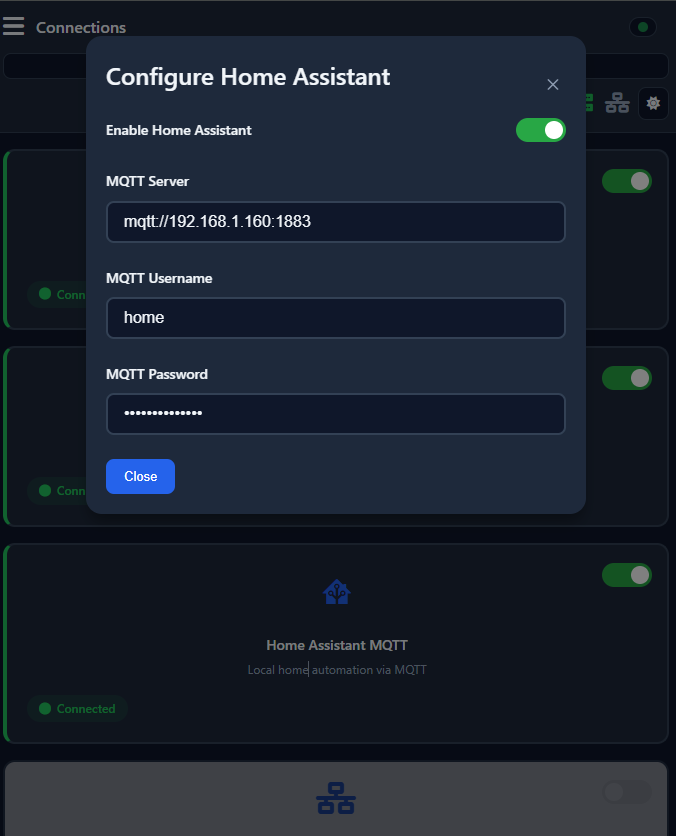 Connections
Configure Home Assistant
Enable Home Assistant
MQTT Server
mqtt://192.168.1.160:1883
MQTT Username
home
MQTT Password
••••••••••••••
Close
Conn
Conn
Home Assistant MQTT
Local home automation via MQTT
Connected